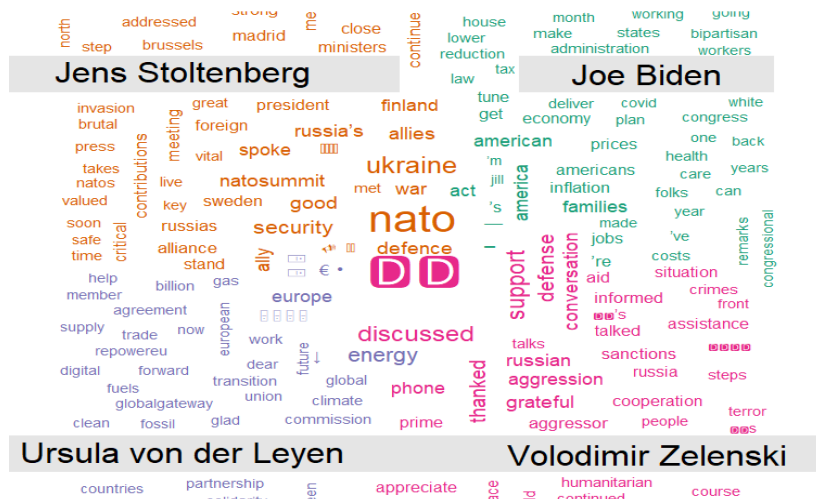 north addressed strong me close continue
step brussels madrid ministers
house month working going
lower make states bipartisan
reduction administration workers
law tax
Jens Stoltenberg
Joe Biden
invasion great president finland
brutal meeting foreign russia's allies
press contributions vital spoke
takes ukraine
natos live natosummit met war
valued key sweden good nato
soon russias security
safe critical alliance defence
time stand ally
tune deliver covid white
get economy plan congress
american prices one back
'm health
jill america americans care years
act inflation folks can
's families year
— made
– jobs 've remarks congressional
're costs
help billion gas € •
member europe
agreement european
supply trade now work
repowereu dear future ↓ energy
digital forward transition global
fuels union climate
globalgateway
clean fossil glad commission
support defense conversation aid situation
informed crimes
front
's talked assistance
discussed talks
russian sanctions
aggression russia steps
phone thanked grateful cooperation
prime aggressor people terror
s
Ursula von der Leyen
Volodimir Zelenski
countries partnership
appreciate humanitarian
continued course